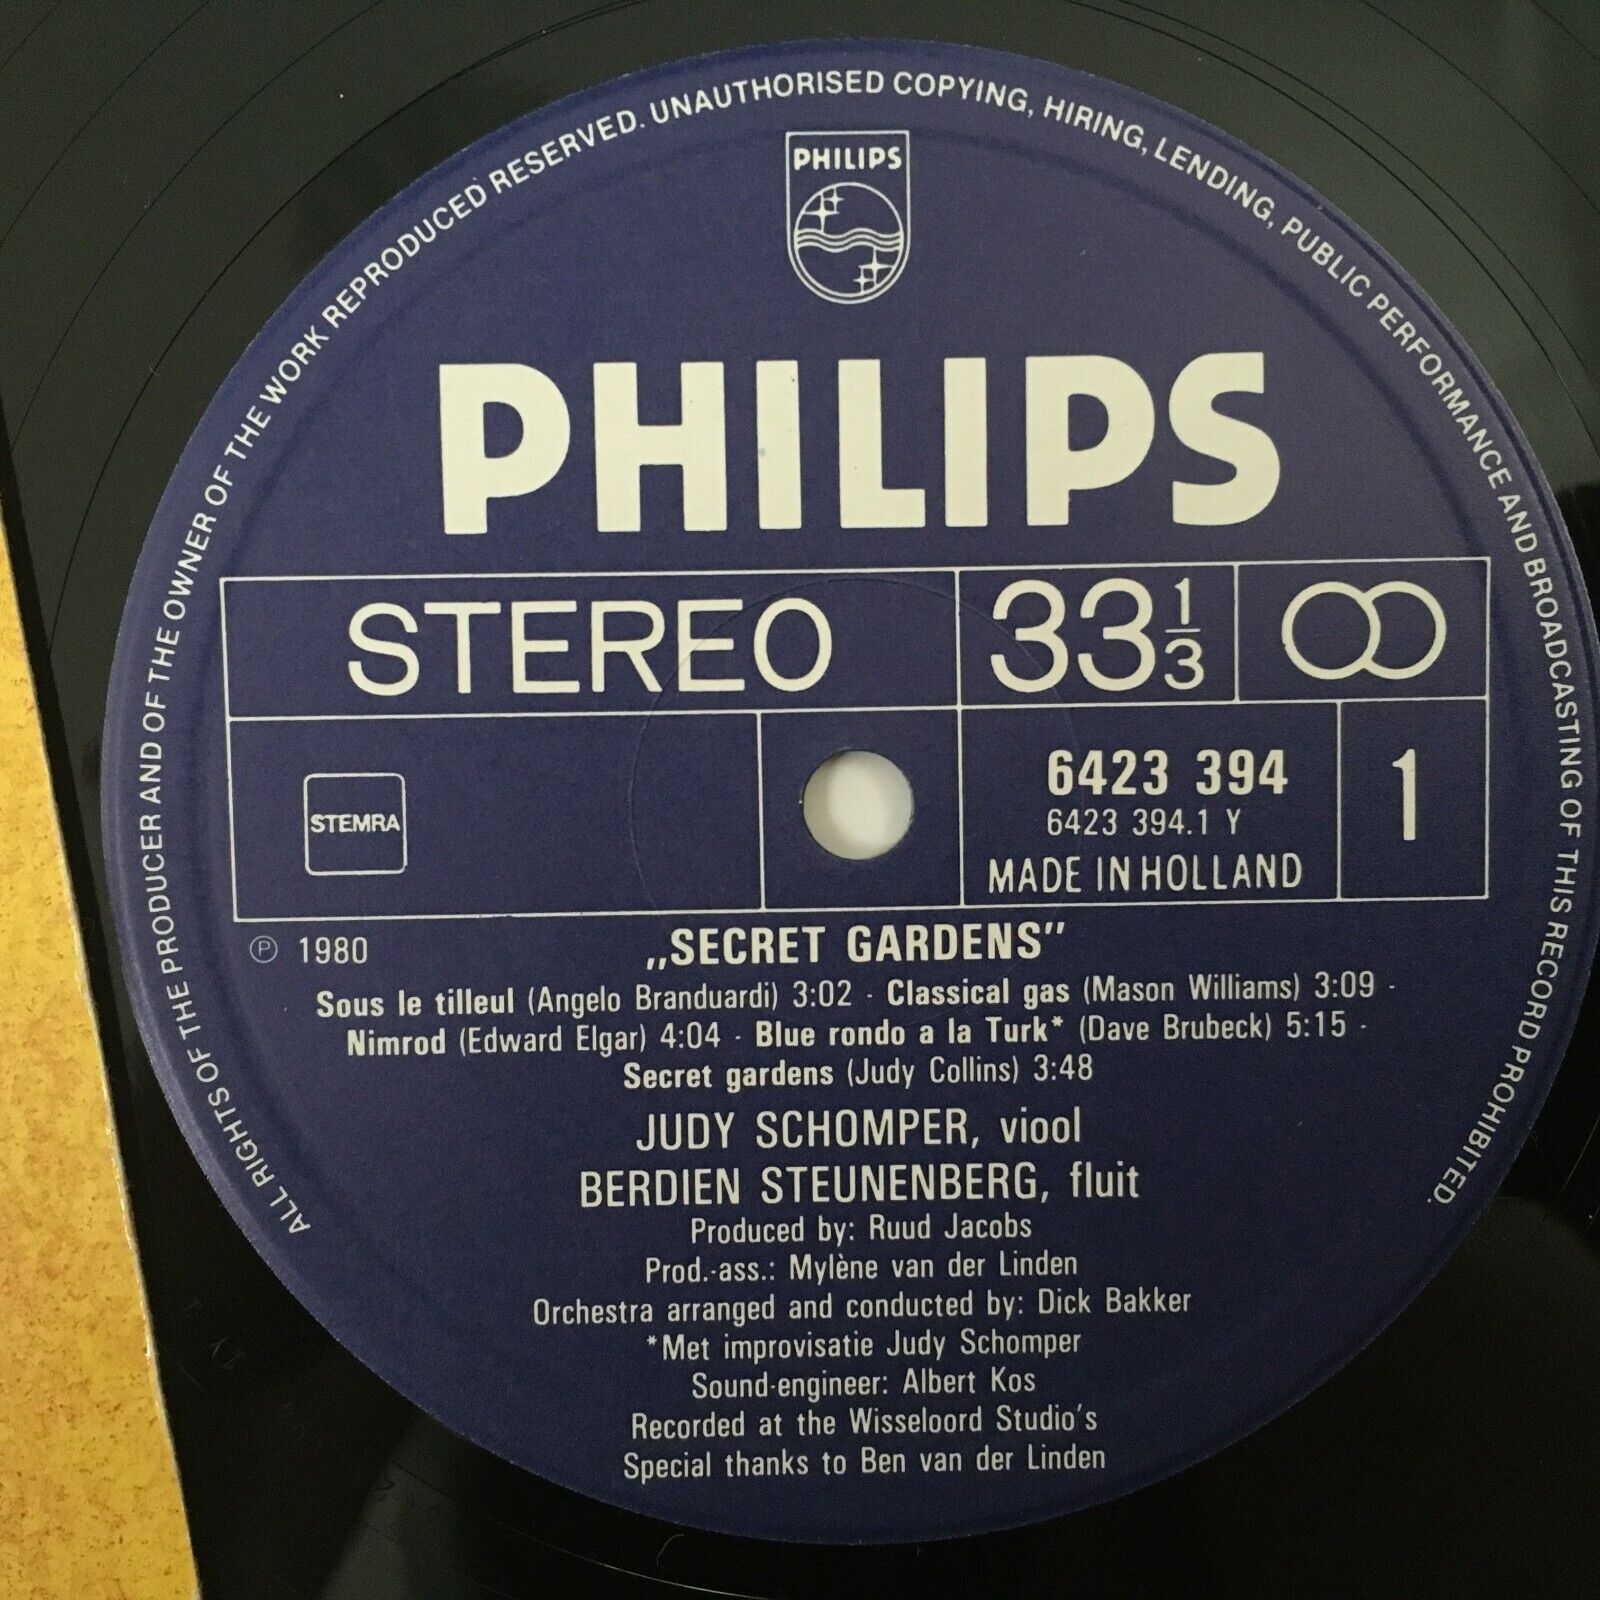 ALL RIGHTS OF THE PRODUCER AND OF THE OWNER OF THE WORK REPRODUCED RESERVED. UNAUTHORISED COPYING, HIRING, LENDING, PUBLIC PERFORMANCE AND BROADCASTING OF THIS RECORD PROHIBITED.
PHILIPS
PHILIPS
STEREO 33 1/3
STEMRA
6423 394 1
6423 394.1 Y
MADE IN HOLLAND
℗ 1980 „SECRET GARDENS”
Sous le tilleul (Angelo Branduardi) 3:02 - Classical gas (Mason Williams) 3:09 -
Nimrod (Edward Elgar) 4:04 - Blue rondo a la Turk* (Dave Brubeck) 5:15 -
Secret gardens (Judy Collins) 3:48
JUDY SCHOMPER, viool
BERDIEN STEUNENBERG, fluit
Produced by: Ruud Jacobs
Prod.-ass.: Mylène van der Linden
Orchestra arranged and conducted by: Dick Bakker
*Met improvisatie Judy Schomper
Sound-engineer: Albert Kos
Recorded at the Wisseloord Studio's
Special thanks to Ben van der Linden